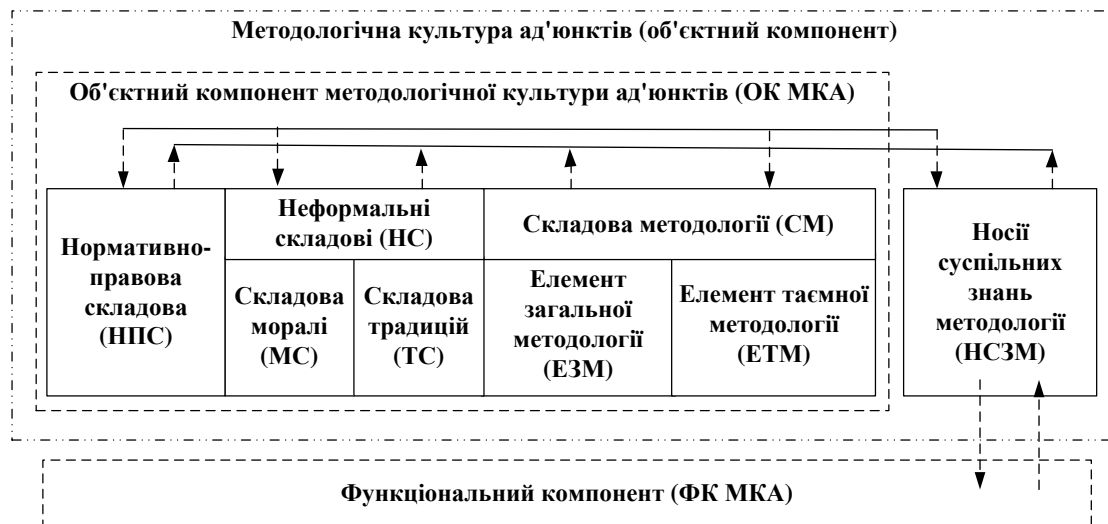 Методологічна культура ад'юнктів (об'єктний компонент)
Об'єктний компонент методологічної культури ад'юнктів (ОК МКА)
Нормативно-
правова
складова
(НПС)
Неформальні
складові (НС)
Складова
моралі
(МС)
Складова
традицій
(ТС)
Складова методології (СМ)
Елемент
загальної
методології
(ЕЗМ)
Елемент таємної
методології
(ЕТМ)
Носії
суспільних
знань
методології
(НСЗМ)
Функціональний компонент (ФК МКА)